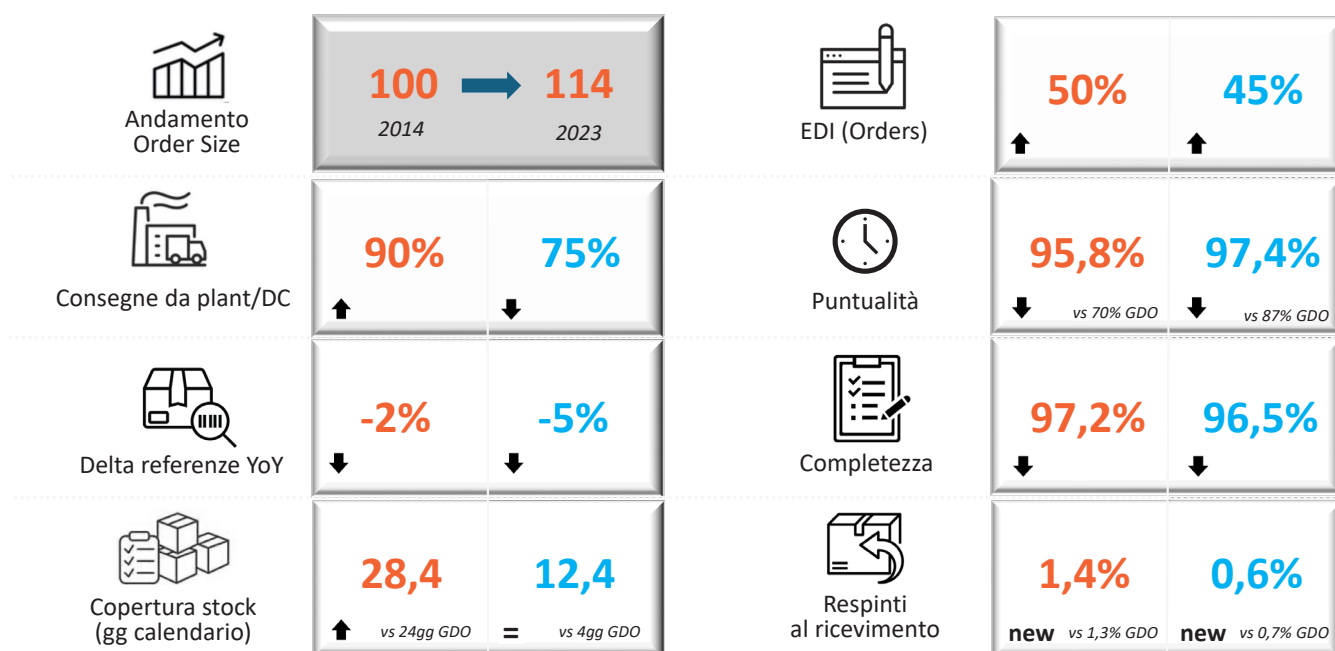 Andamento
Order Size
100 114
2014 2023
EDI (Orders)
50% 45%
Consegne da plant/DC
90% 75%
Puntualità
95,8% 97,4%
vs 70% GDO vs 87% GDO
Delta referenze YoY
-2% -5%
Completezza
97,2% 96,5%
Copertura stock
(gg calendario)
28,4 12,4
vs 24gg GDO = vs 4gg GDO
Respinti
al ricevimento
1,4% 0,6%
new vs 1,3% GDO new vs 0,7% GDO